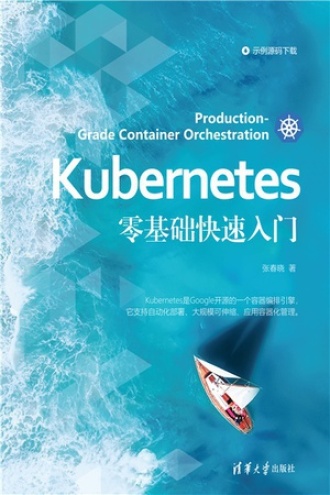 示例源码下载
Production-
Grade Container Orchestration
Kubernetes
零基础快速入门
张春晓 著
Kubernetes是Google开源的一个容器编排引擎，
它支持自动化部署、大规模可伸缩、应用容器化管理。
清华大学出版社